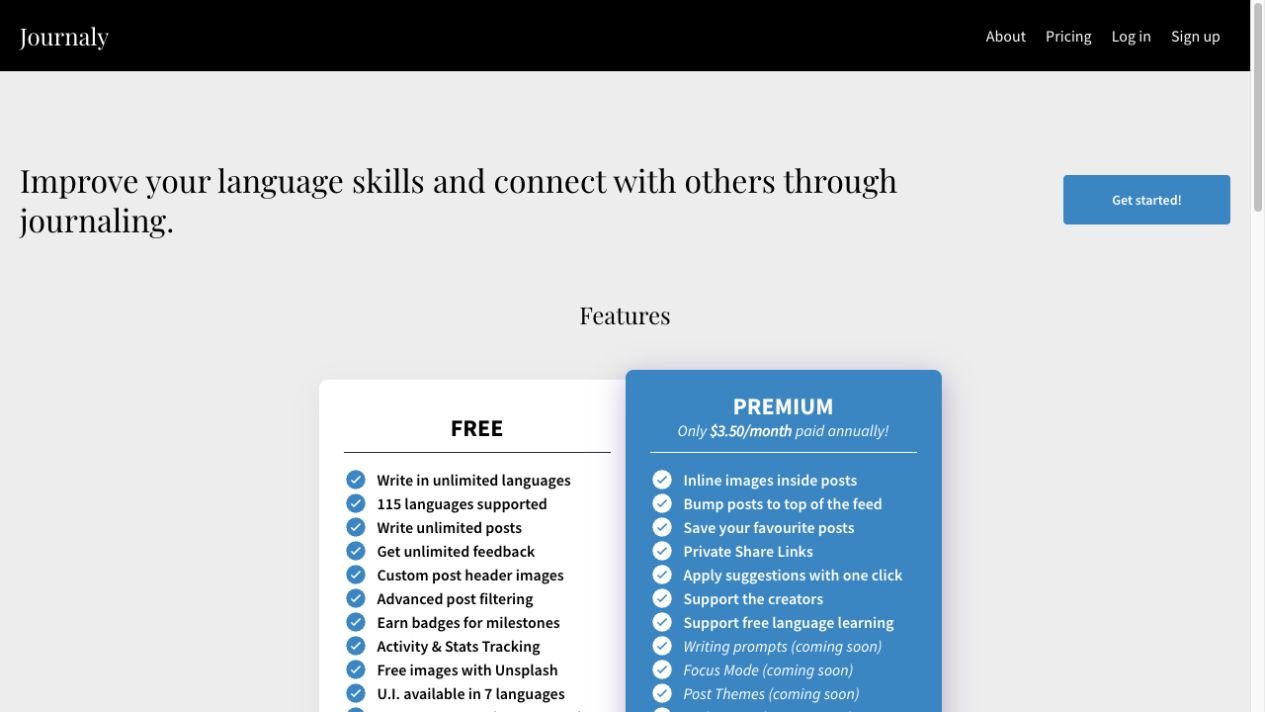 Journaly
About
Pricing
Log in
Sign up
Improve your language skills and connect with others through
journaling.
Get started!
Features
FREE
Write in unlimited languages
115 languages supported
Write unlimited posts
Get unlimited feedback
Custom post header images
Advanced post filtering
Earn badges for milestones
Activity & Stats Tracking
Free images with Unsplash
U.I. available in 7 languages
PREMIUM
Only $3.50/month paid annually!
Inline images inside posts
Bump posts to top of the feed
Save your favourite posts
Private Share Links
Apply suggestions with one click
Support the creators
Support free language learning
Writing prompts (coming soon)
Focus Mode (coming soon)
Post Themes (coming soon)